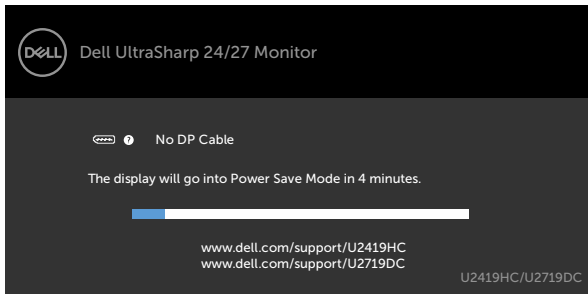 DELL
Dell UltraSharp 24/27 Monitor
? No DP Cable
The display will go into Power Save Mode in 4 minutes.
www.dell.com/support/U2419HC
www.dell.com/support/U2719DC
U2419HC/U2719DC